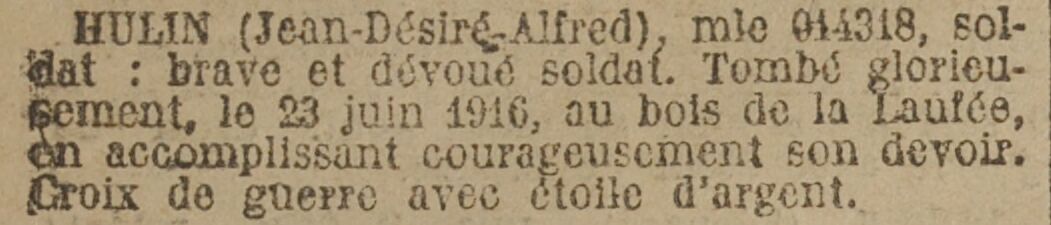 HULIN (Jean-Désiré-Alfred), mle 014318, sol-
dat : brave et dévoué soldat. Tombé glorieu-
sement, le 23 juin 1916, au bois de la Laufée,
en accomplissant courageusement son devoir.
Croix de guerre avec étoile d'argent.